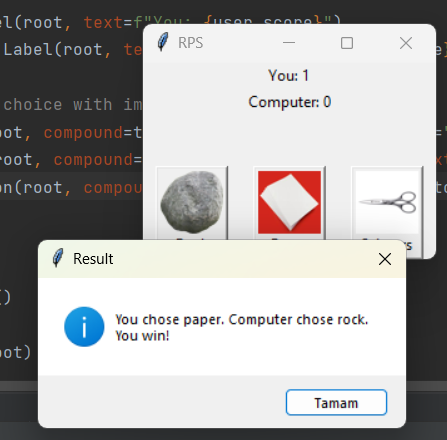 el(root, text=f"You: {user_score}")
Label(root, te
RPS
You: 1
Computer: 0
choice with im
oot, compound=t
root, compound=
on(root, compou
Result
You chose paper. Computer chose rock.
You win!
()
oot)
Tamam